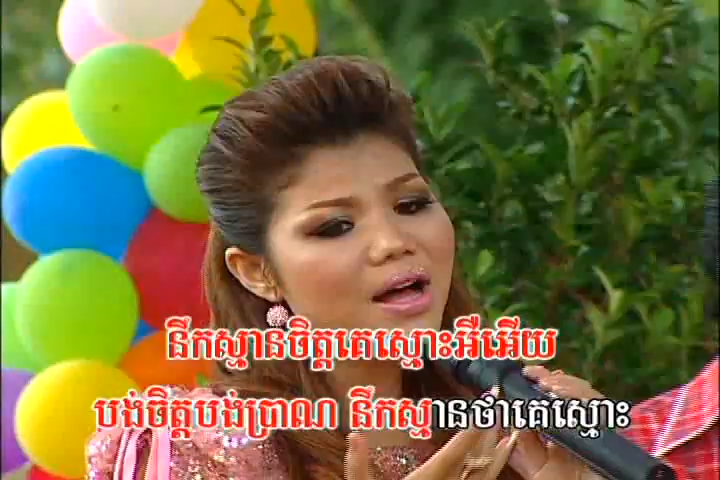 នឹកស្មានចិត្តគេស្មោះអឺអើយ
បង់ចិត្តបង់ប្រាណ នឹកស្មានថាគេស្មោះ